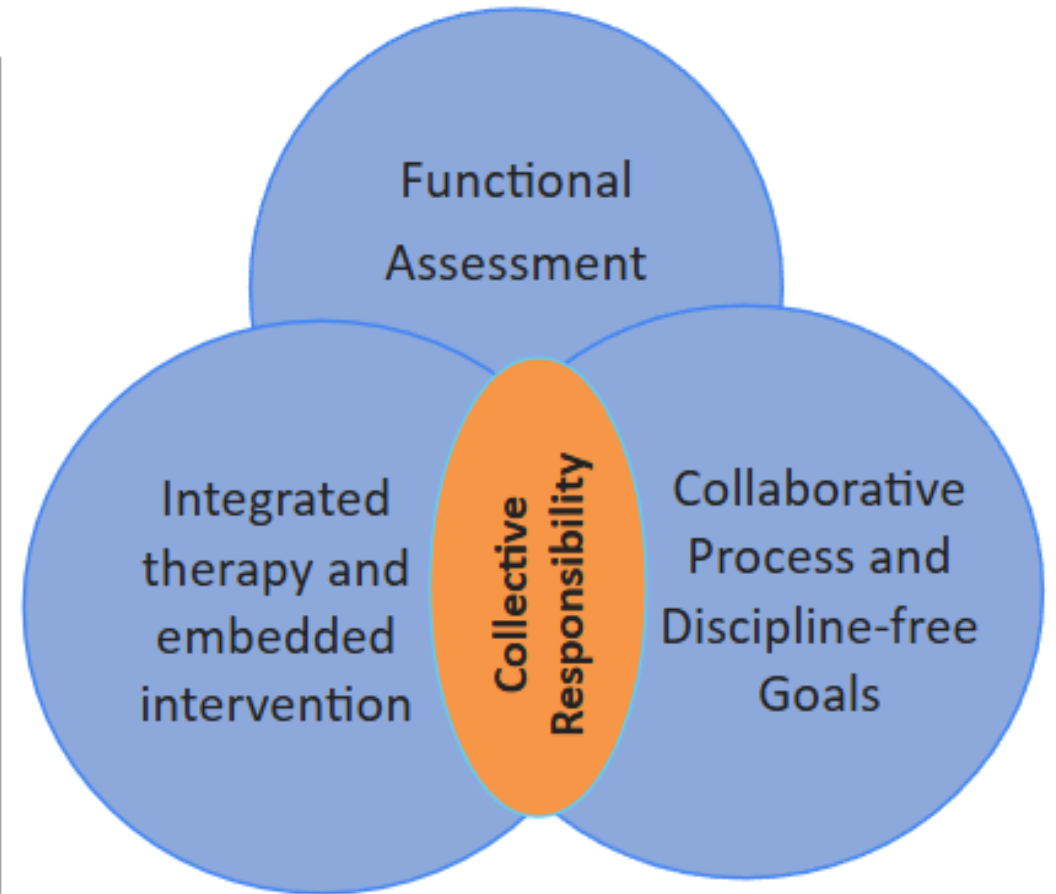 Functional
Assessment
Integrated
therapy and
embedded
intervention
Collective
Responsibility
Collaborative
Process and
Discipline-free
Goals